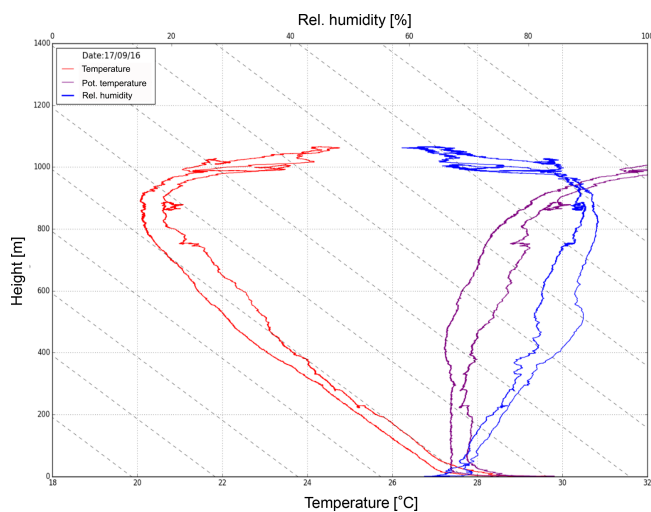 Rel. humidity [%]
0 20 40 60 80 100
1400
Date:17/09/16
Temperature
Pot. temperature
Rel. humidity
1200
1000
800
Height [m]
600
400
200
0
18 20 22 24 26 28 30 32
Temperature [˚C]